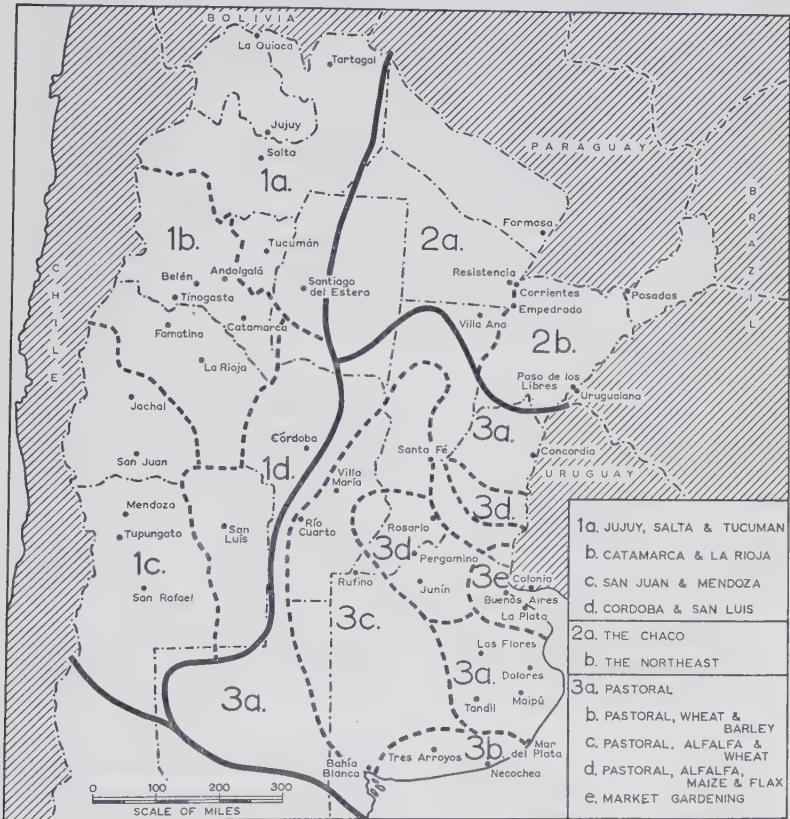 BOLIVIA
La Quiaca
Tartagal
Jujuy
Salta
PARAGUAY
BRAZIL
1a.
1b.
2a.
Formosa
Tucumán
CHILE
Belén
Andalgalá
Santiago
del Estero
Resistencia
Corrientes
Posadas
Tinogasta
Empedrado
Fomatina
Catamarca
Villa Ana
2b.
La Rioja
Paso de los
Libres
Uruguaiana
Jachal
3a.
Córdoba
Santa Fé
Concordia
San Juan
1d.
Villa
María
URUGUAY
3d.
Mendoza
San
Luís
Río
Cuarto
Rosario
Tupungato
3d
Pergamino
1c.
3e
Colonia
San Rafael
Rufino
Junín
Buenos Aires
La Plata
3c.
Las Flores
3a.
Dolores
3a.
Tandil
Maipú
3b
Mar
del Plata
Tres Arroyos
Bahía
Blanca
Necochea
0 100 200 300
SCALE OF MILES
1a. JUJUY, SALTA & TUCUMAN
b. CATAMARCA & LA RIOJA
c. SAN JUAN & MENDOZA
d. CORDOBA & SAN LUIS
2a. THE CHACO
b. THE NORTHEAST
3a. PASTORAL
b. PASTORAL, WHEAT &
BARLEY
c. PASTORAL, ALFALFA &
WHEAT
d. PASTORAL, ALFALFA,
MAIZE & FLAX
e. MARKET GARDENING